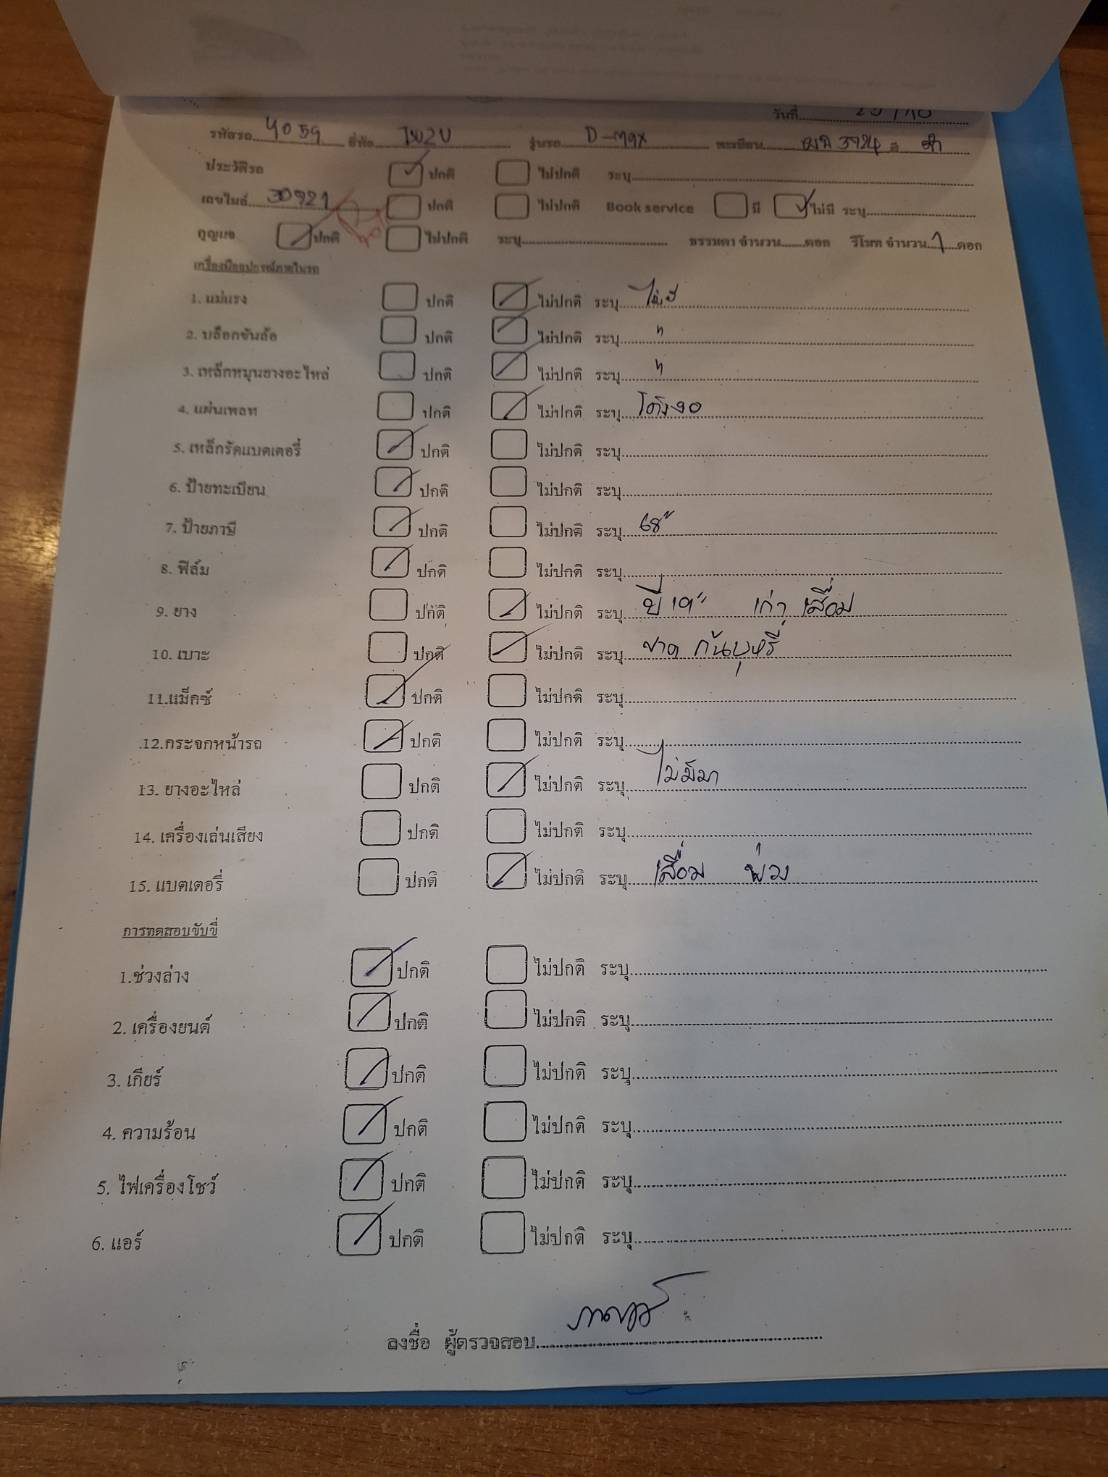 วันที่ 25/10
รหัสรถ 4059 ยี่ห้อ ISUZU รุ่นรถ D-max ทะเบียน 3924 สี ดำ
ประวัติรถ ปกติ ไม่ปกติ ระบุ
เลขไมล์ 30921 ปกติ ไม่ปกติ Book service มี ไม่มี ระบุ
กุญแจ ปกติ ไม่ปกติ ระบุ ธรรมดา จำนวน ดอก รีโมท จำนวน 1 ดอก
เครื่องมืออุปกรณ์ภายในรถ
1. แม่แรง ปกติ ไม่ปกติ ระบุ ไม่มี
2. บล็อกขันล้อ ปกติ ไม่ปกติ ระบุ "
3. เหล็กหมุนยางอะไหล่ ปกติ ไม่ปกติ ระบุ "
4. แผ่นเพลท ปกติ ไม่ปกติ ระบุ โค้งงอ
5. เหล็กรัดแบตเตอรี่ ปกติ ไม่ปกติ ระบุ
6. ป้ายทะเบียน ปกติ ไม่ปกติ ระบุ
7. ป้ายภาษี ปกติ ไม่ปกติ ระบุ 68"
8. ฟิล์ม ปกติ ไม่ปกติ ระบุ
9. ยาง ปกติ ไม่ปกติ ระบุ ปี 19" เก่า เสื่อม
10. เบาะ ปกติ ไม่ปกติ ระบุ ขาด ก้นบุหรี่
11.แม็คซ์ ปกติ ไม่ปกติ ระบุ
12.กระจกหน้ารถ ปกติ ไม่ปกติ ระบุ
13. ยางอะไหล่ ปกติ ไม่ปกติ ระบุ ไม่มีมา
14. เครื่องเล่นเสียง ปกติ ไม่ปกติ ระบุ
15. แบตเตอรี่ ปกติ ไม่ปกติ ระบุ เสื่อม พ่วง
การทดสอบขับขี่
1.ช่วงล่าง ปกติ ไม่ปกติ ระบุ
2. เครื่องยนต์ ปกติ ไม่ปกติ ระบุ
3. เกียร์ ปกติ ไม่ปกติ ระบุ
4. ความร้อน ปกติ ไม่ปกติ ระบุ
5. ไฟเครื่องโชว์ ปกติ ไม่ปกติ ระบุ
6. แอร์ ปกติ ไม่ปกติ ระบุ
ลงชื่อ ผู้ตรวจสอบ